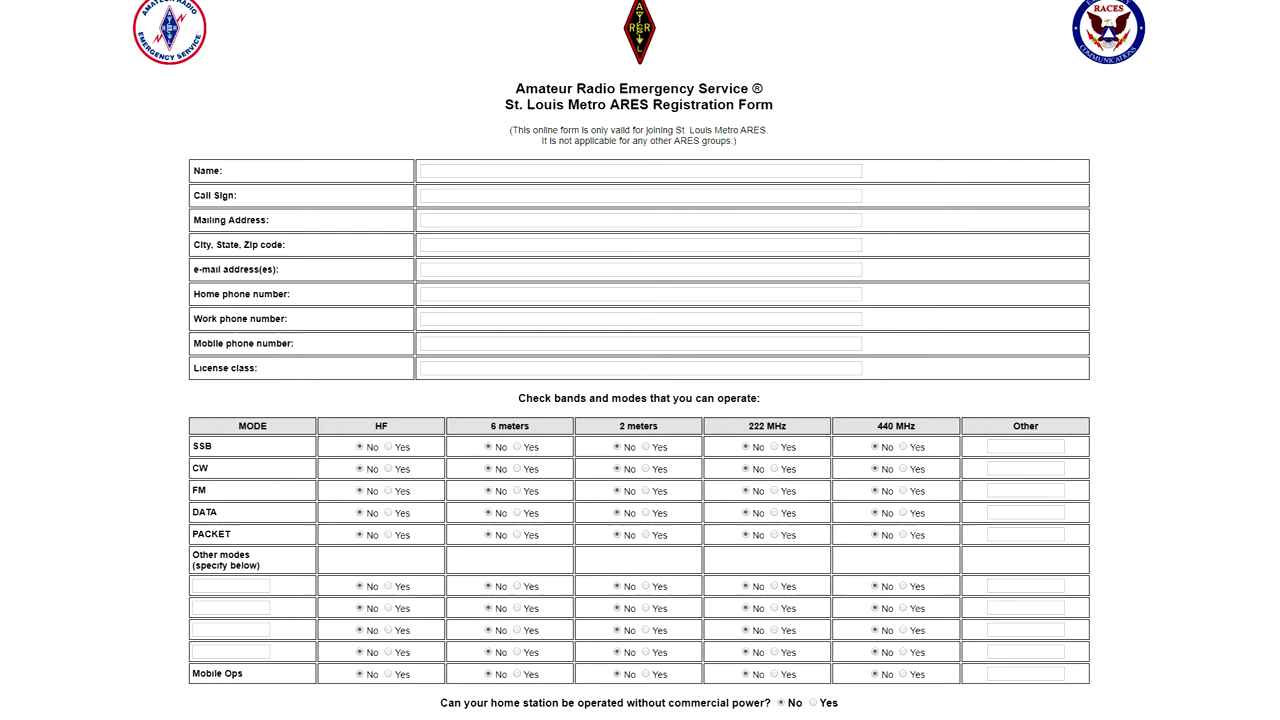 AMATEUR RADIO
EMERGENCY SERVICE
A
R R
L
RACES
COMMUNICATIONS
Amateur Radio Emergency Service ®
St. Louis Metro ARES Registration Form
(This online form is only valid for joining St. Louis Metro ARES.
It is not applicable for any other ARES groups.)
Name:
Call Sign:
Mailing Address:
City, State, Zip code:
e-mail address(es):
Home phone number:
Work phone number:
Mobile phone number:
License class:
Check bands and modes that you can operate:
MODE HF 6 meters 2 meters 222 MHz 440 MHz Other
SSB No Yes No Yes No Yes No Yes No Yes
CW No Yes No Yes No Yes No Yes No Yes
FM No Yes No Yes No Yes No Yes No Yes
DATA No Yes No Yes No Yes No Yes No Yes
PACKET No Yes No Yes No Yes No Yes No Yes
Other modes
(specify below)
No Yes No Yes No Yes No Yes No Yes
No Yes No Yes No Yes No Yes No Yes
No Yes No Yes No Yes No Yes No Yes
No Yes No Yes No Yes No Yes No Yes
Mobile Ops No Yes No Yes No Yes No Yes No Yes
Can your home station be operated without commercial power? No Yes